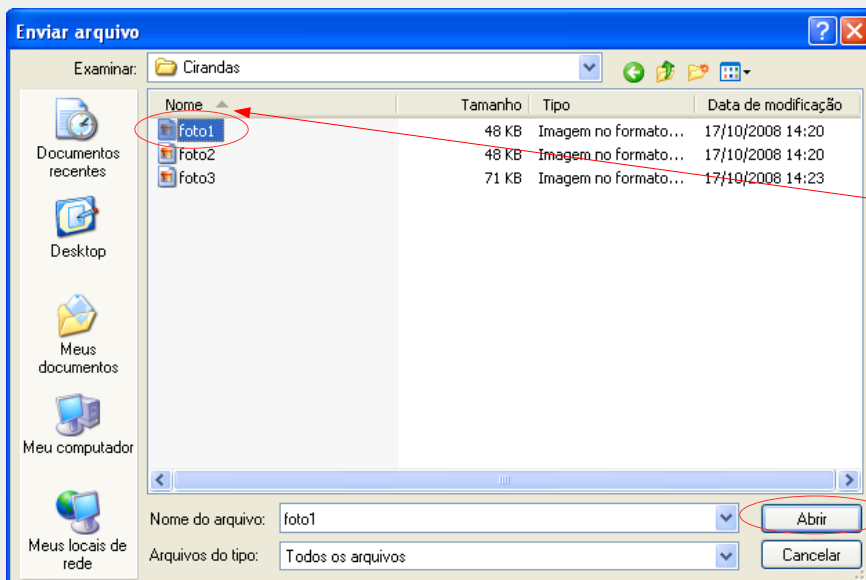 Enviar arquivo
Examinar: Cirandas
Nome Tamanho Tipo Data de modificação
foto1 48 KB Imagem no formato... 17/10/2008 14:20
foto2 48 KB Imagem no formato... 17/10/2008 14:20
foto3 71 KB Imagem no formato... 17/10/2008 14:23
Documentos
recentes
Desktop
Meus
documentos
Meu computador
Meus locais de
rede
Nome do arquivo: foto1 Abrir
Arquivos do tipo: Todos os arquivos Cancelar